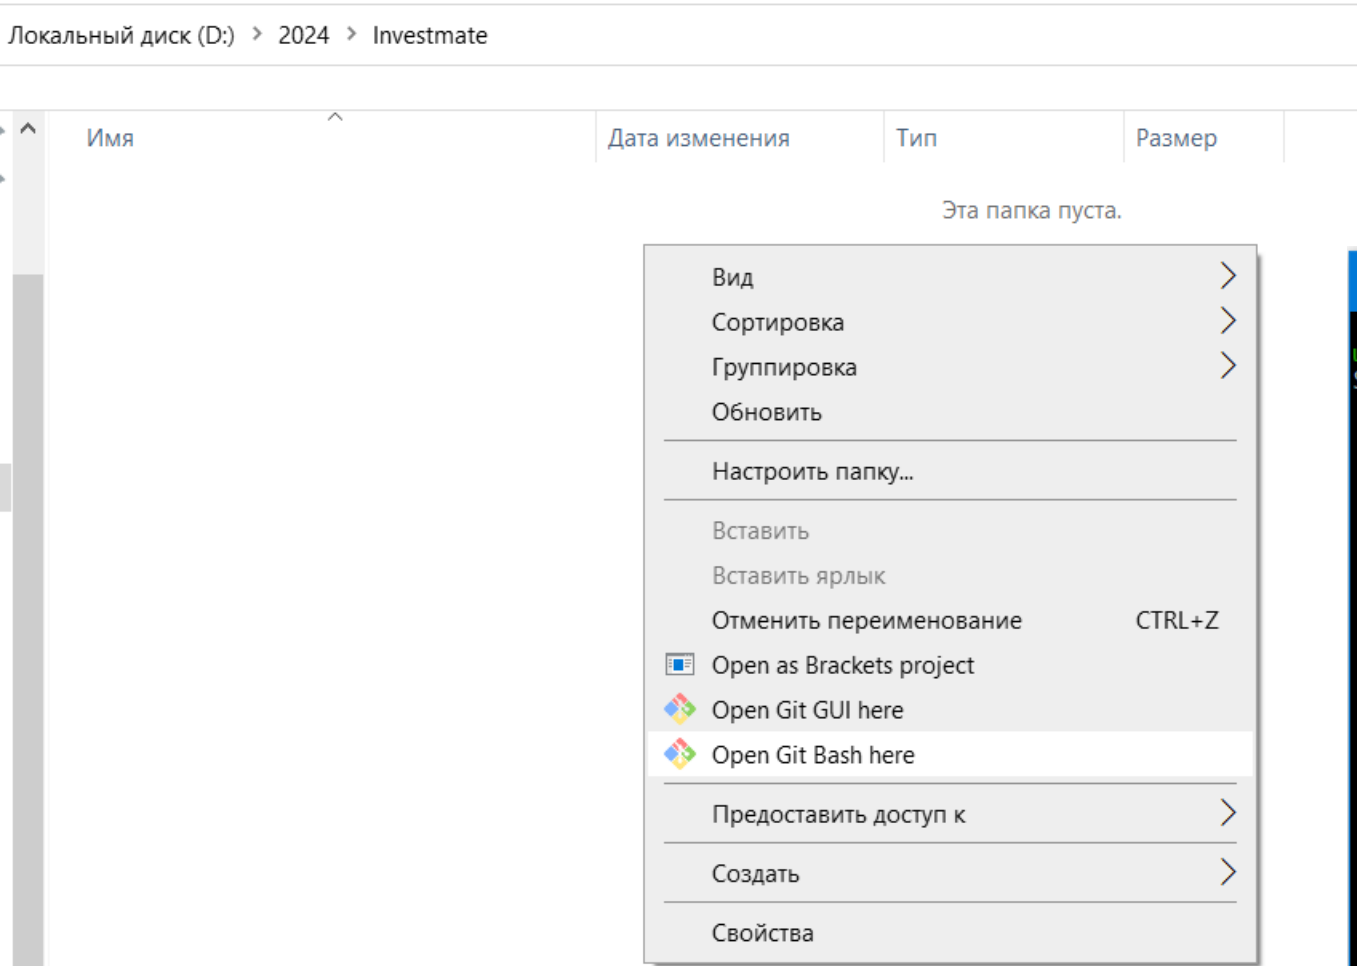 Локальный диск (D:) > 2024 > Investmate
Имя Дата изменения Тип Размер
Эта папка пуста.
Вид
Сортировка
Группировка
Обновить
Настроить папку...
Вставить
Вставить ярлык
Отменить переименование CTRL+Z
Open as Brackets project
Open Git GUI here
Open Git Bash here
Предоставить доступ к
Создать
Свойства